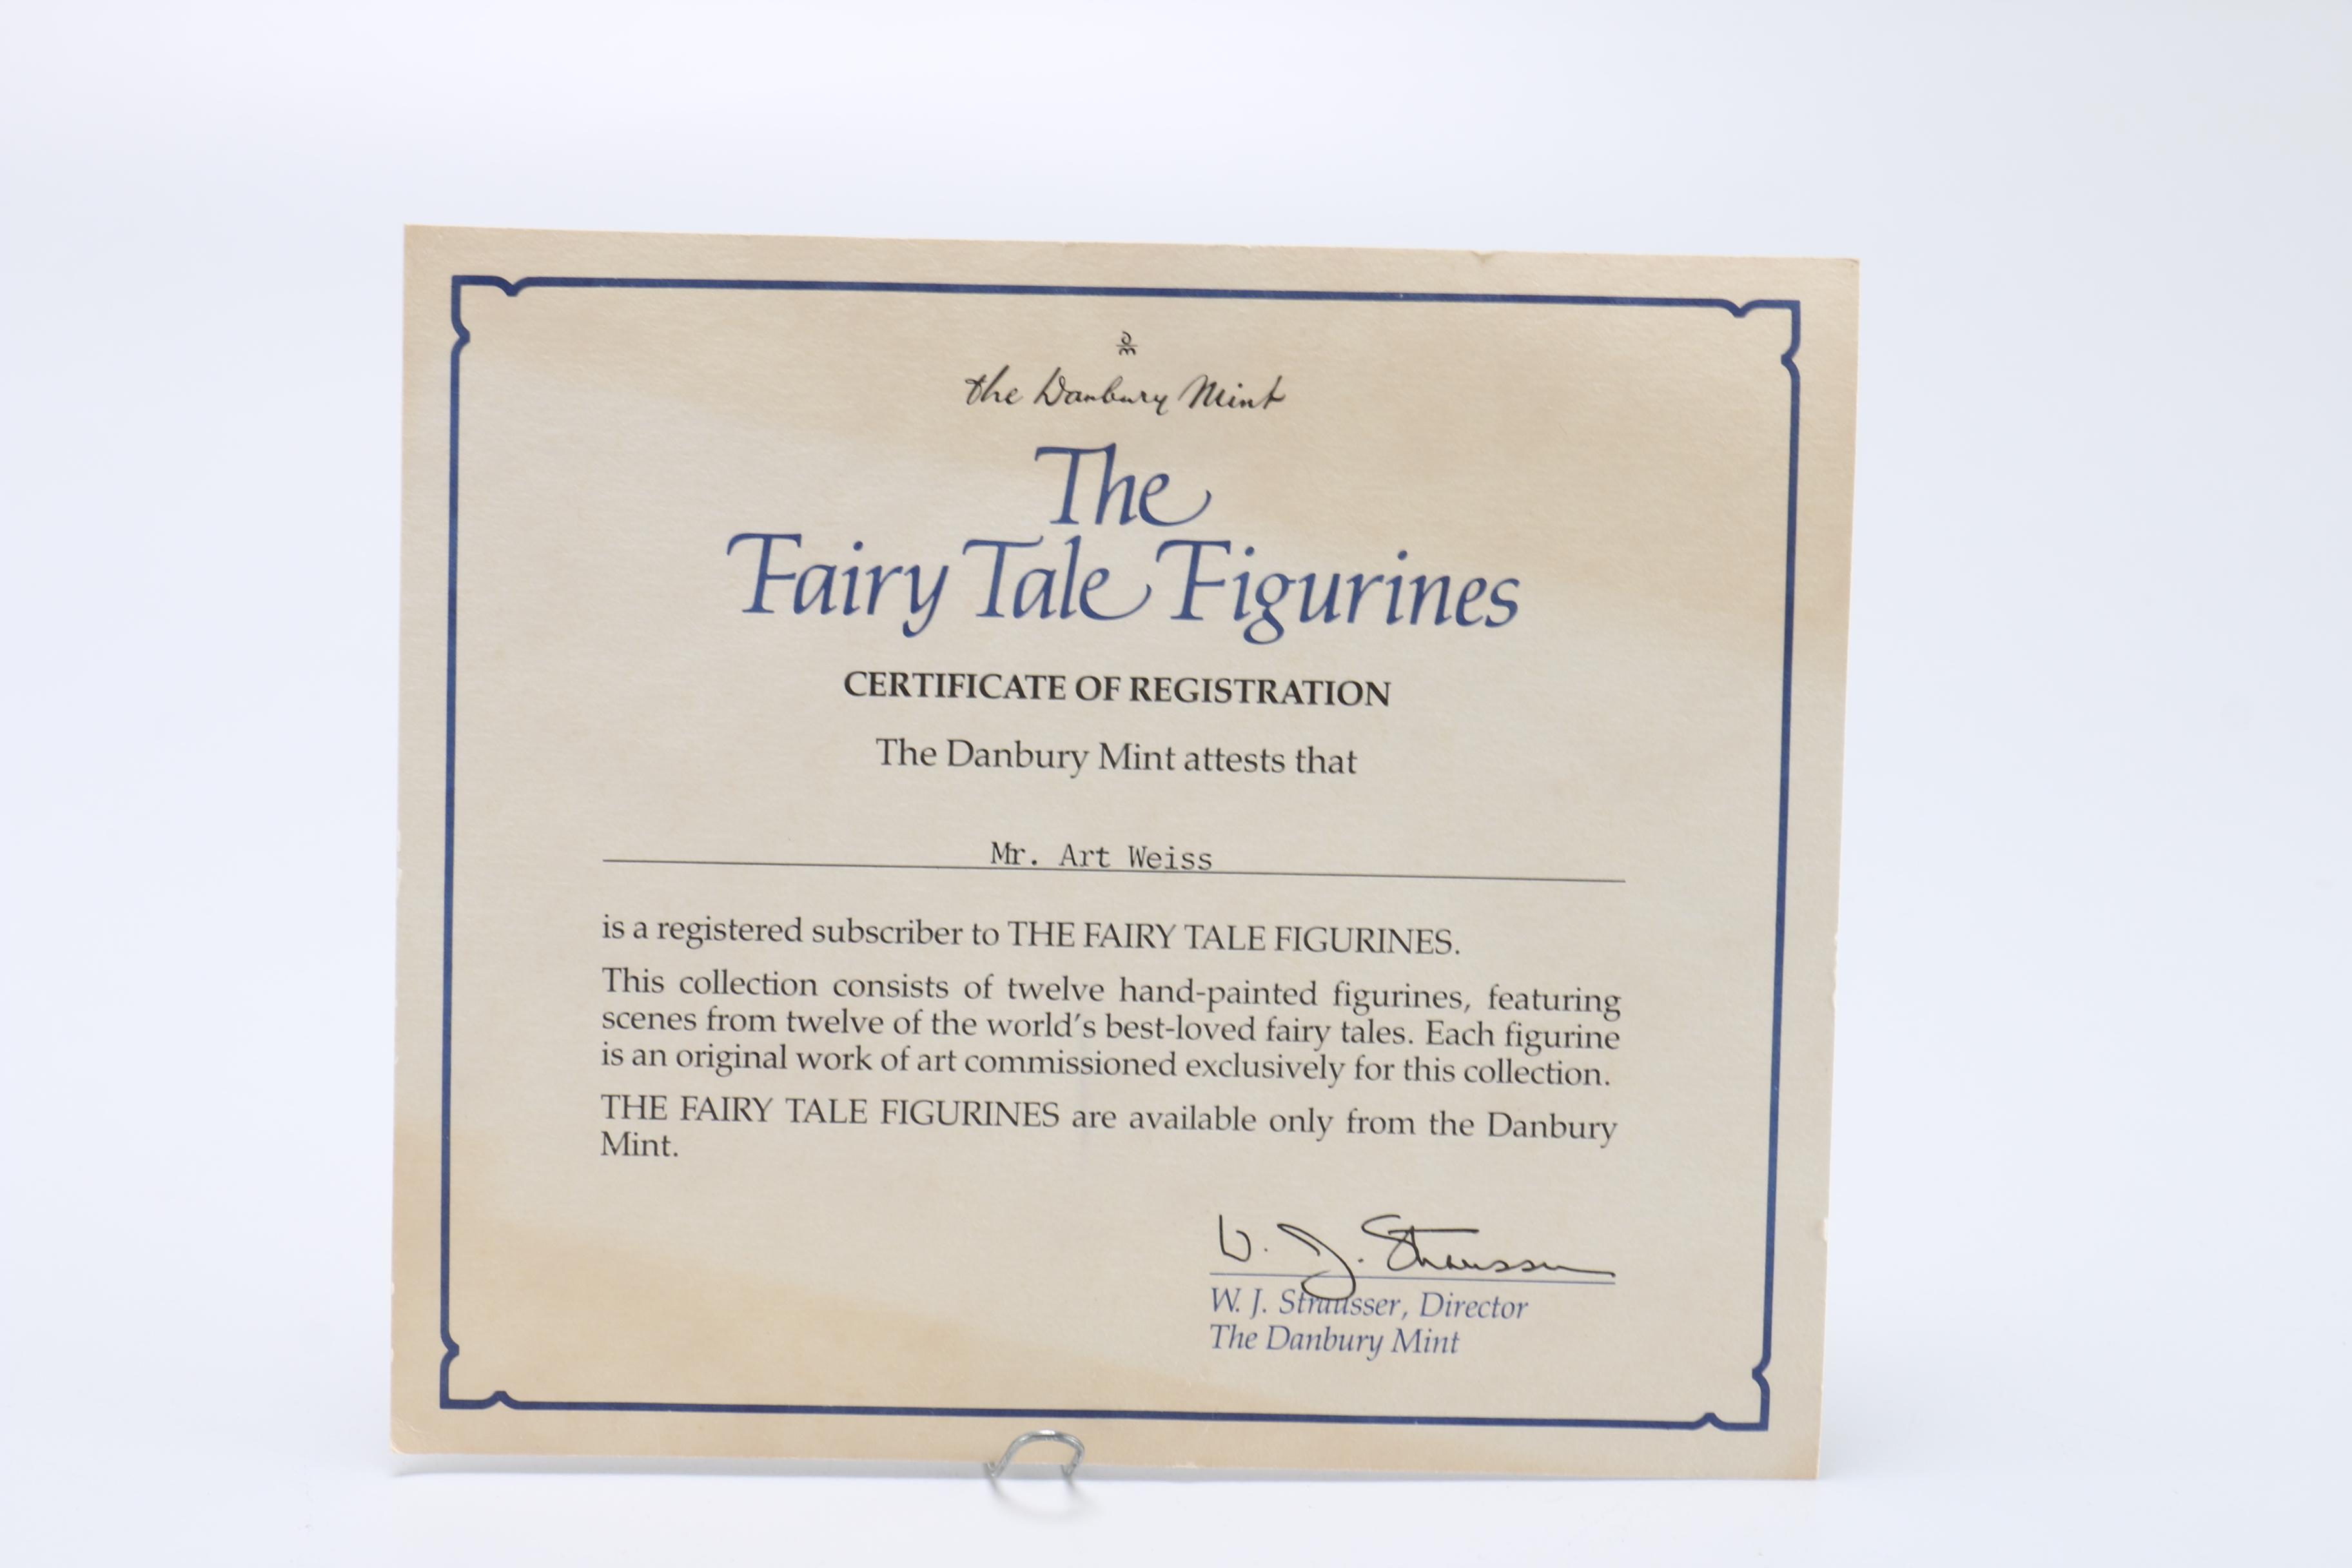 DM
the Danbury Mint
The
Fairy Tale Figurines
CERTIFICATE OF REGISTRATION
The Danbury Mint attests that
Mr. Art Weiss
is a registered subscriber to THE FAIRY TALE FIGURINES.
This collection consists of twelve hand-painted figurines, featuring
scenes from twelve of the world's best-loved fairy tales. Each figurine
is an original work of art commissioned exclusively for this collection.
THE FAIRY TALE FIGURINES are available only from the Danbury
Mint.
W. J. Strausser
W. J. Strausser, Director
The Danbury Mint